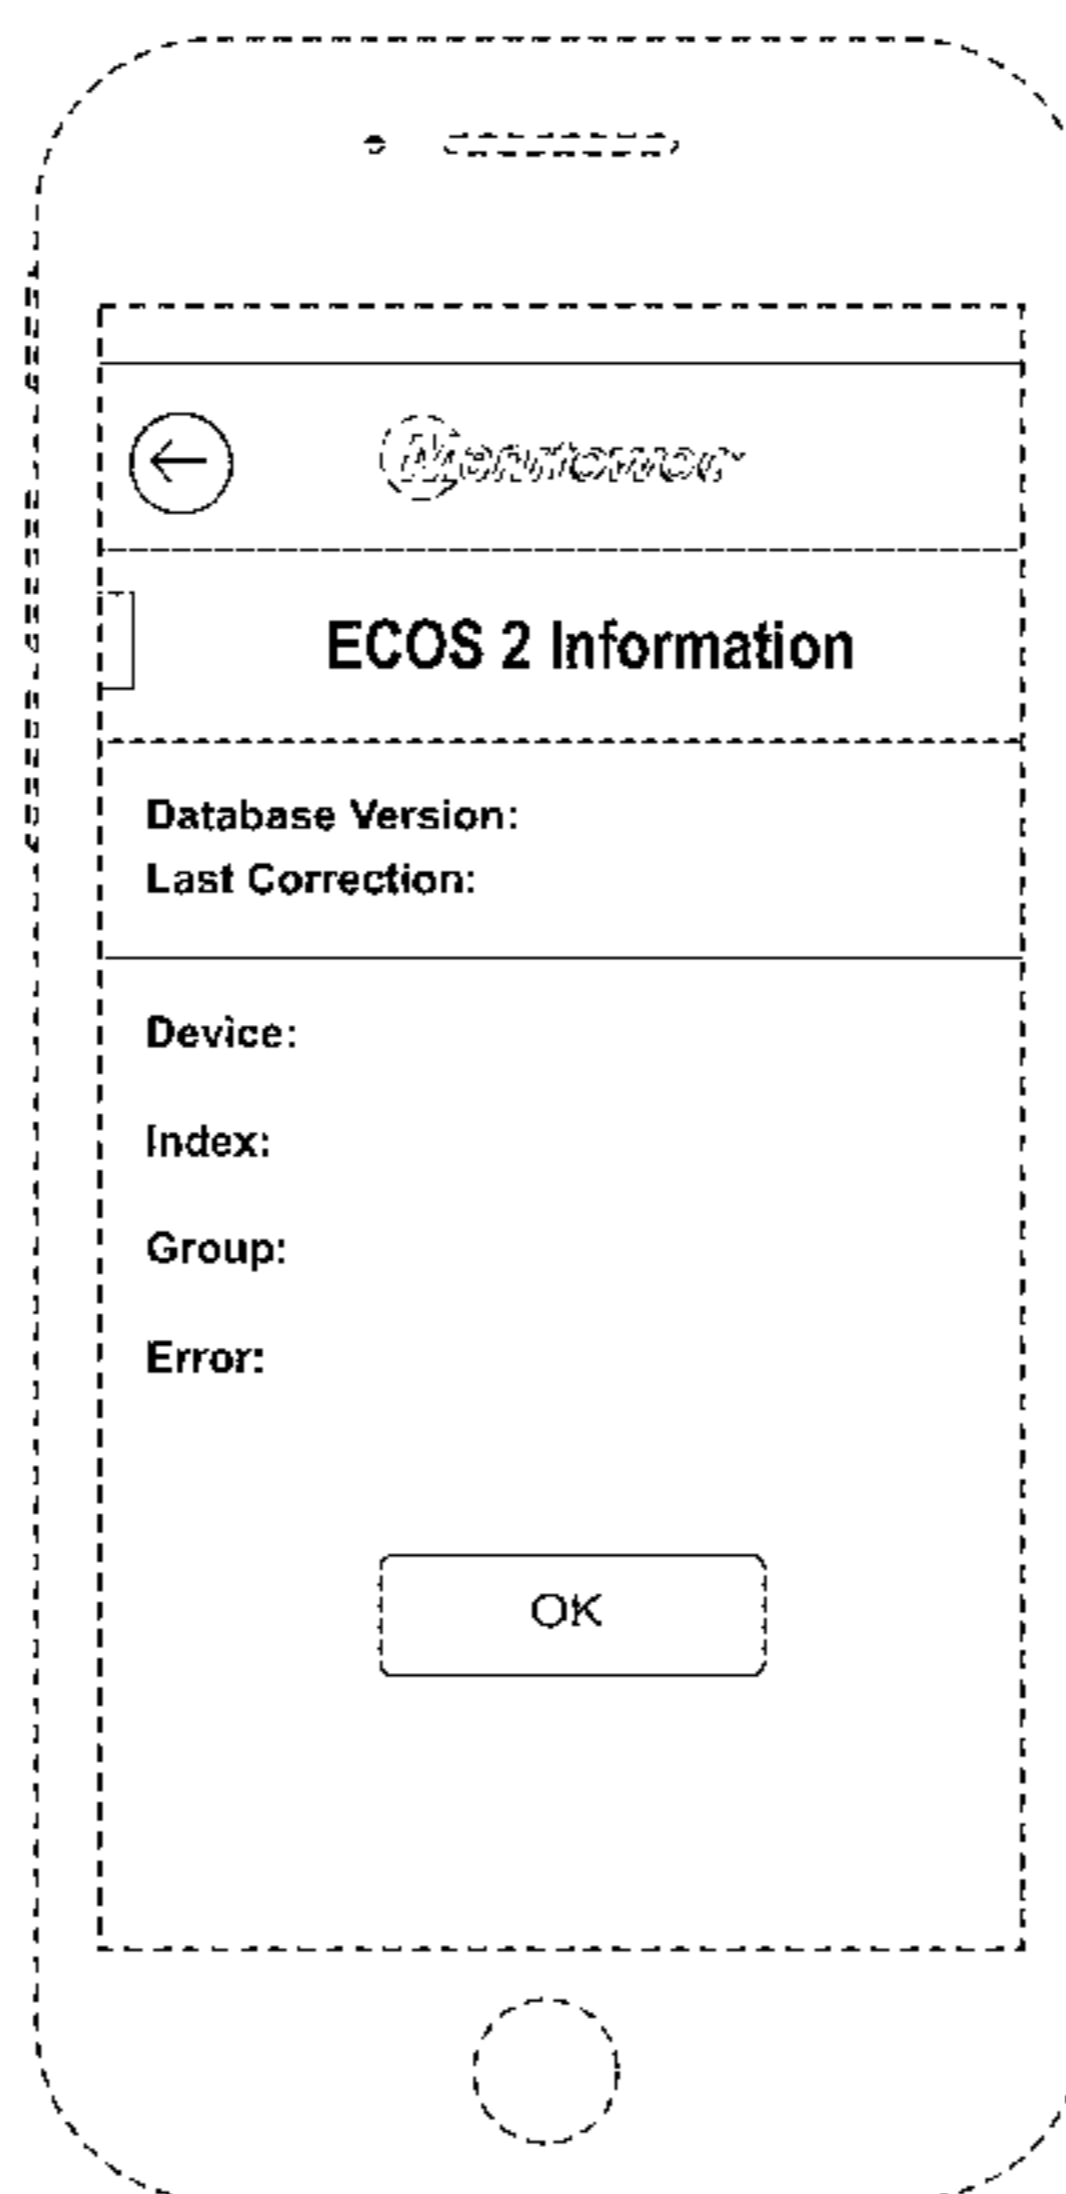 ECOS 2 Information
Database Version:
Last Correction:
Device:
Index:
Group:
Error:
OK